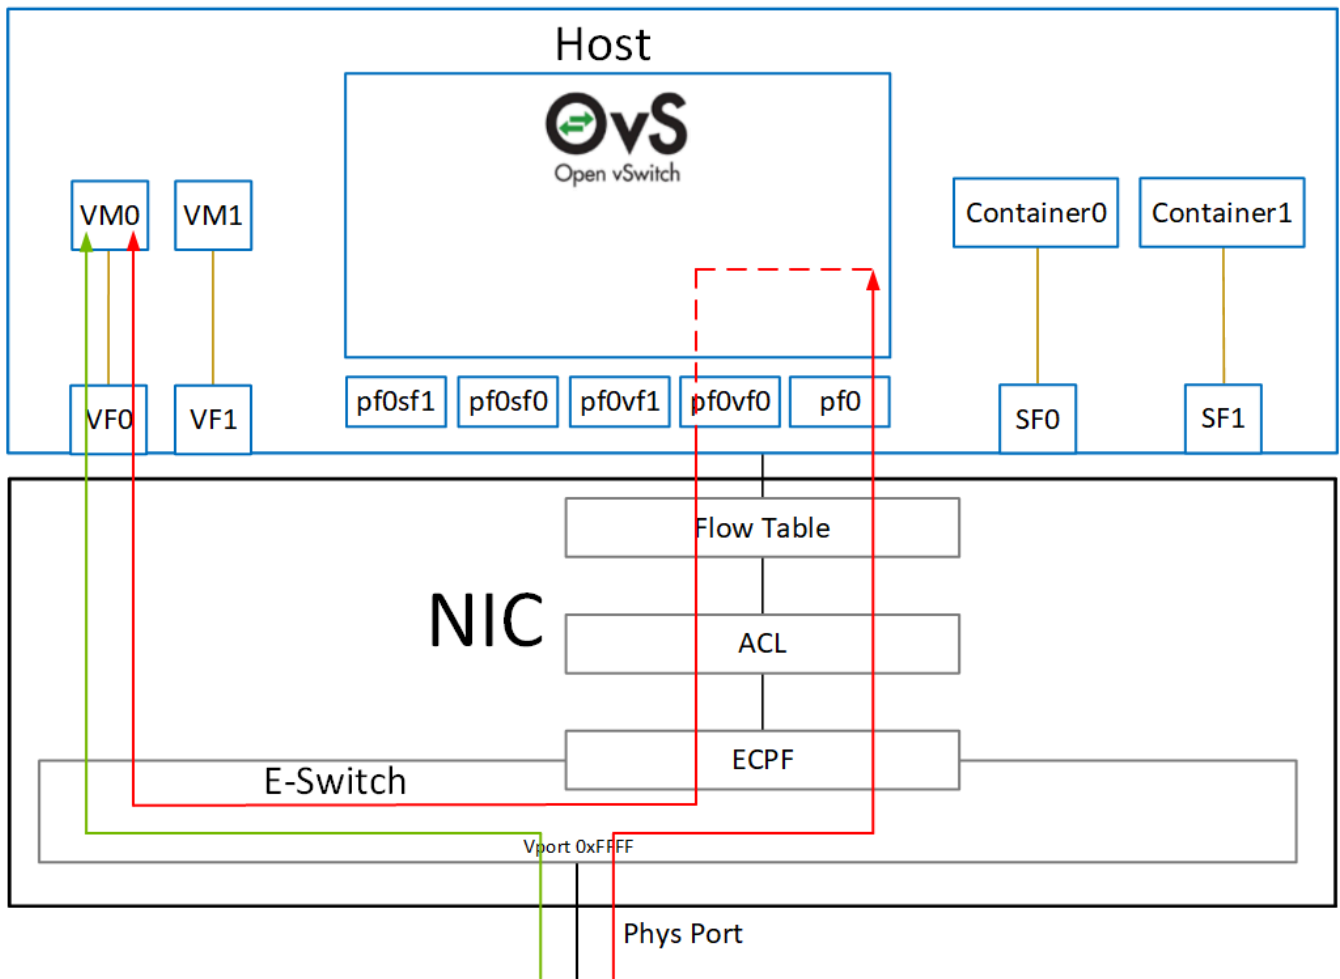 Host
OvS
Open vSwitch
VM0
VM1
Container0
Container1
pf0sf1
pf0sf0
pf0vf1
pf0vf0
pf0
VF0
VF1
SF0
SF1
Flow Table
NIC
ACL
ECPF
E-Switch
Vport 0xFFFF
Phys Port